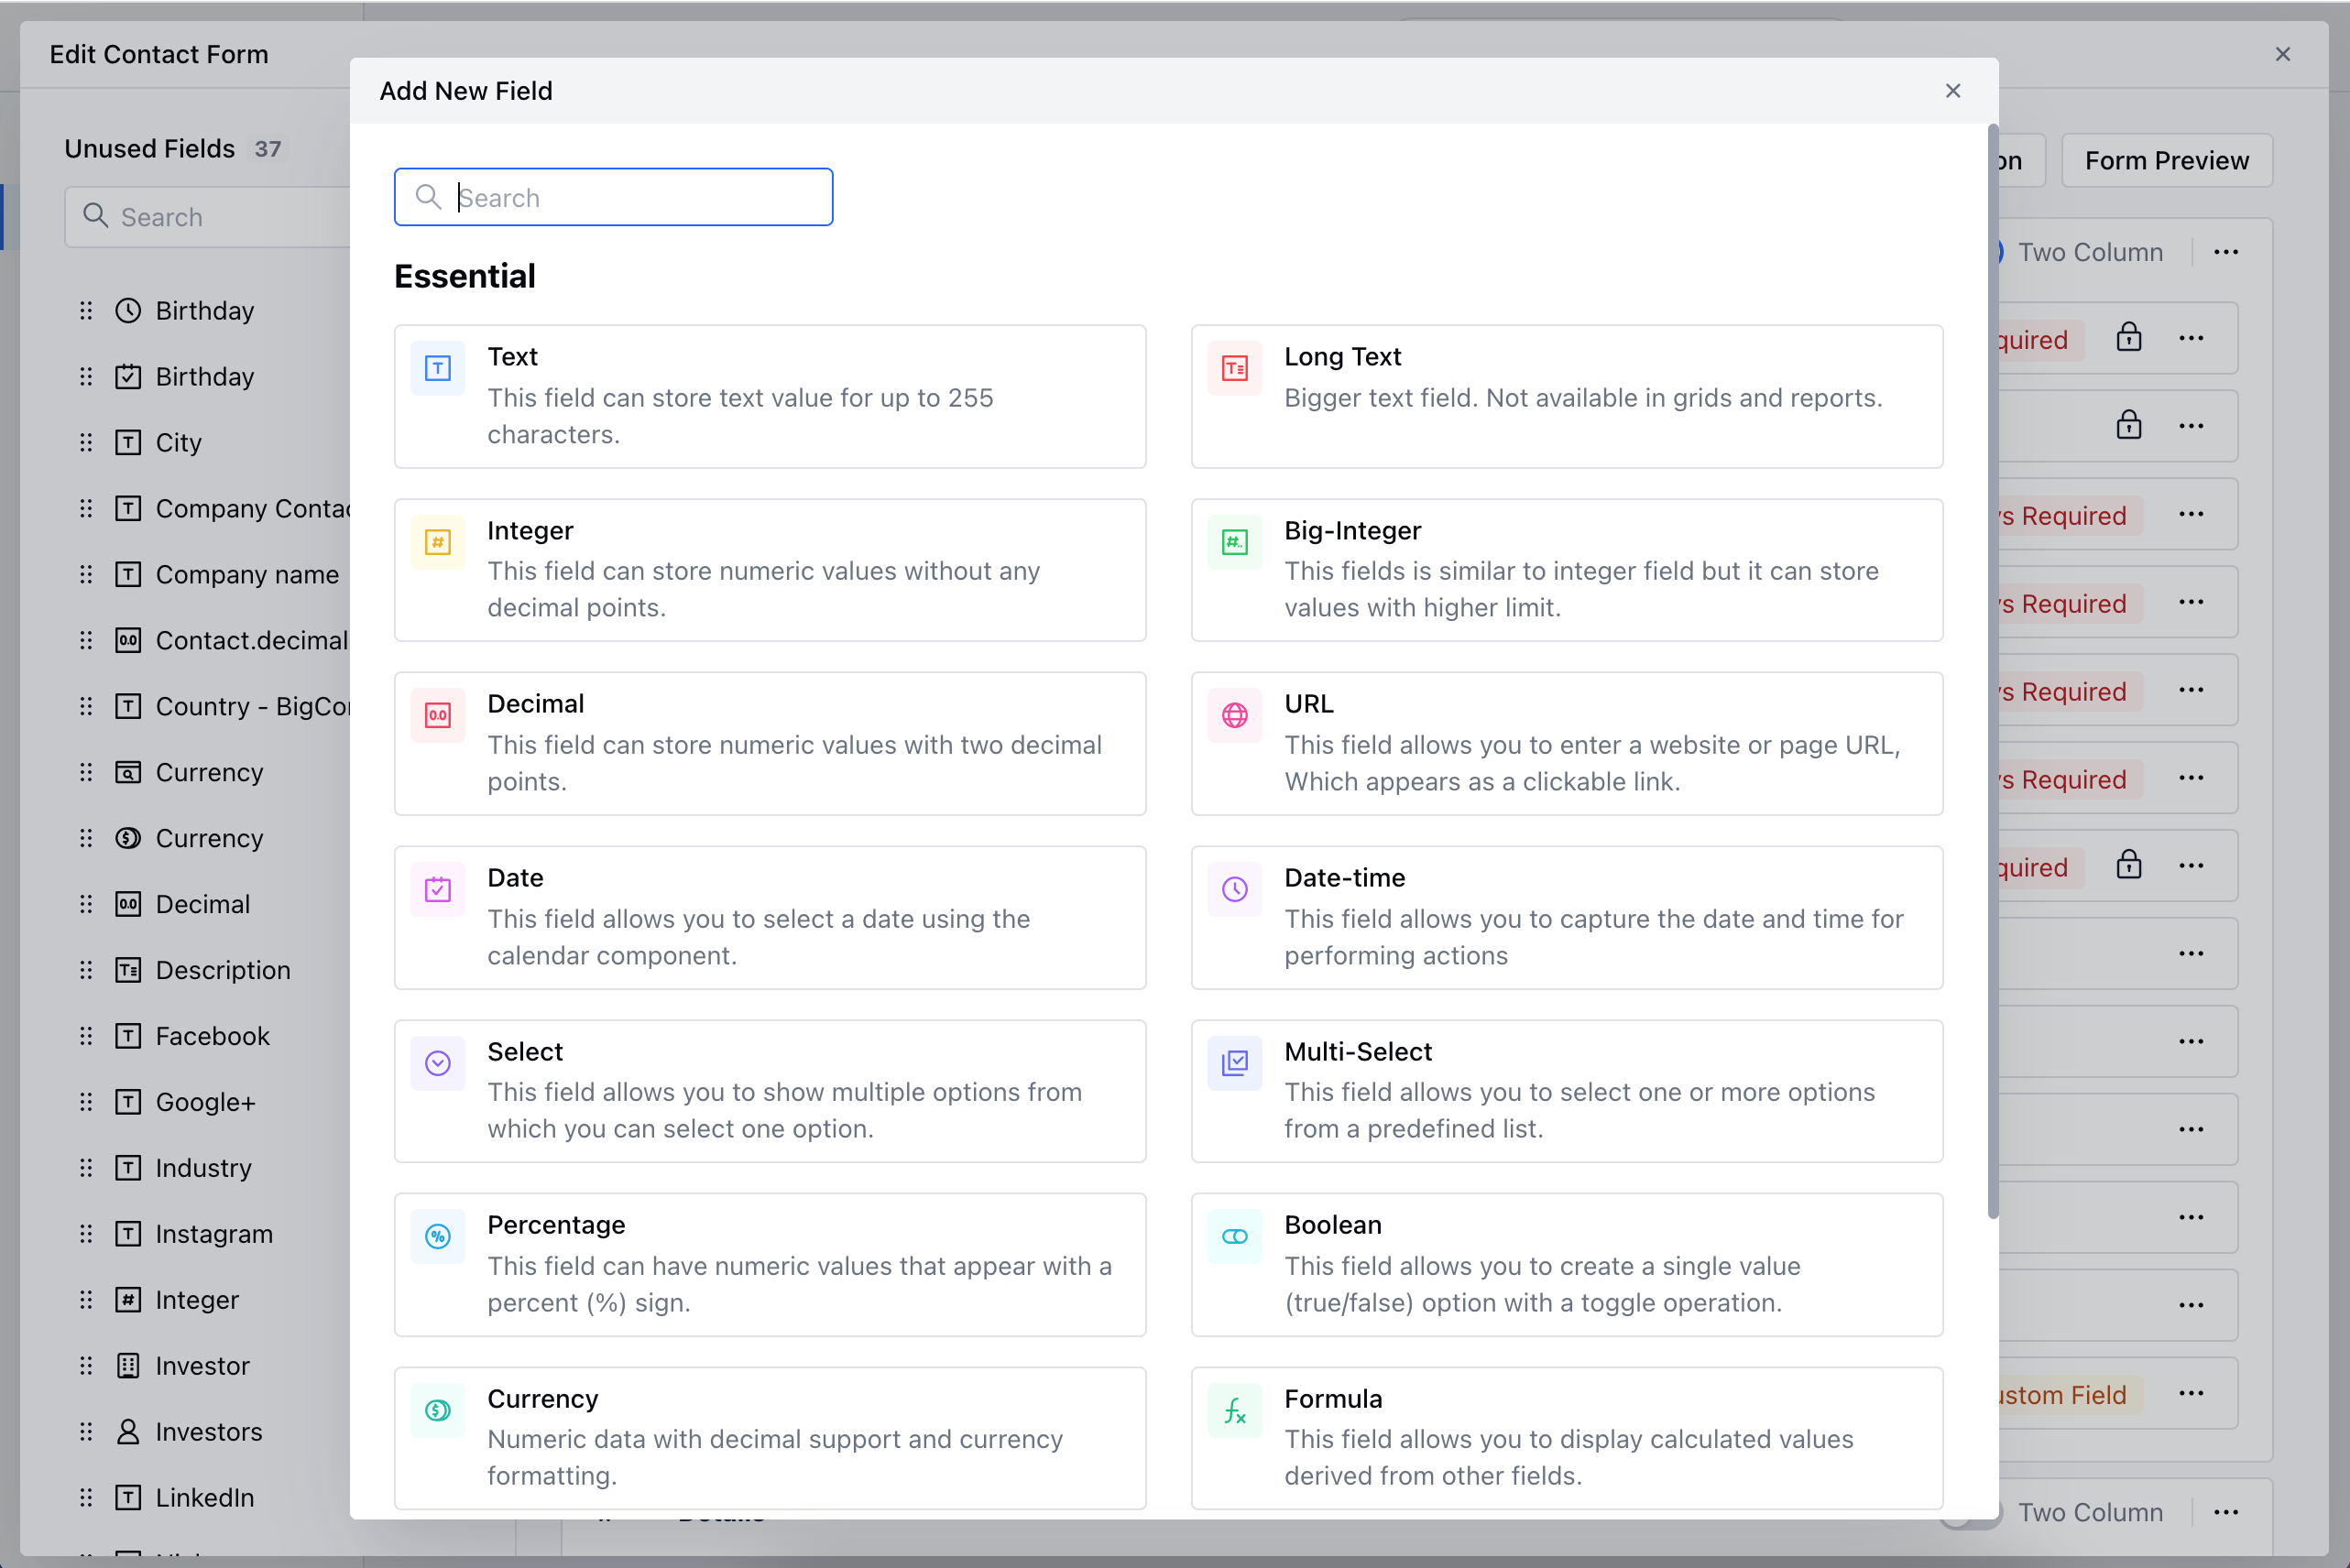 Edit Contact Form
Unused Fields 37
Search
Birthday
Birthday
City
Company Contac
Company name
Contact.decimal
Country - BigCo
Currency
Currency
Decimal
Description
Facebook
Google+
Industry
Instagram
Integer
Investor
Investors
LinkedIn
Add New Field
Search
Essential
Text
This field can store text value for up to 255
characters.
Long Text
Bigger text field. Not available in grids and reports.
Integer
This field can store numeric values without any
decimal points.
Big-Integer
This fields is similar to integer field but it can store
values with higher limit.
Decimal
This field can store numeric values with two decimal
points.
URL
This field allows you to enter a website or page URL,
Which appears as a clickable link.
Date
This field allows you to select a date using the
calendar component.
Date-time
This field allows you to capture the date and time for
performing actions
Select
This field allows you to show multiple options from
which you can select one option.
Multi-Select
This field allows you to select one or more options
from a predefined list.
Percentage
This field can have numeric values that appear with a
percent (%) sign.
Boolean
This field allows you to create a single value
(true/false) option with a toggle operation.
Currency
Numeric data with decimal support and currency
formatting.
Formula
This field allows you to display calculated values
derived from other fields.
on
Form Preview
Two Column
quired
s Required
s Required
s Required
s Required
quired
ustom Field
Two Column